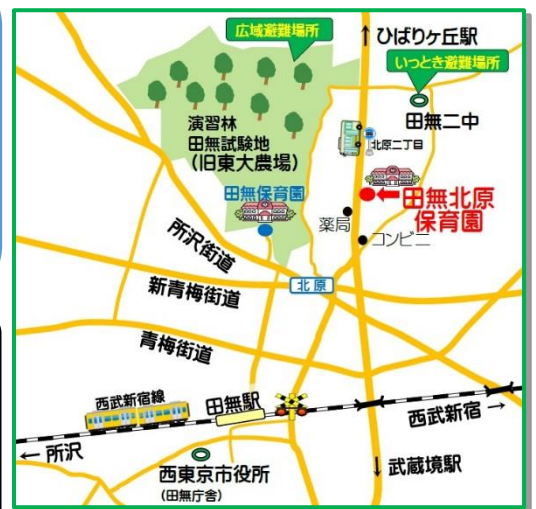 広域避難場所
↑ ひばりヶ丘駅
いっとき避難場所
田無二中
演習林
田無試験地
(旧東大農場)
北原二丁目
田無保育園
←田無北原
保育園
薬局
コンビニ
所沢街道
新青梅街道
北原
青梅街道
西武新宿線
田無駅
西武新宿→
← 所沢
西東京市役所
(田無庁舎)
↓ 武蔵境駅